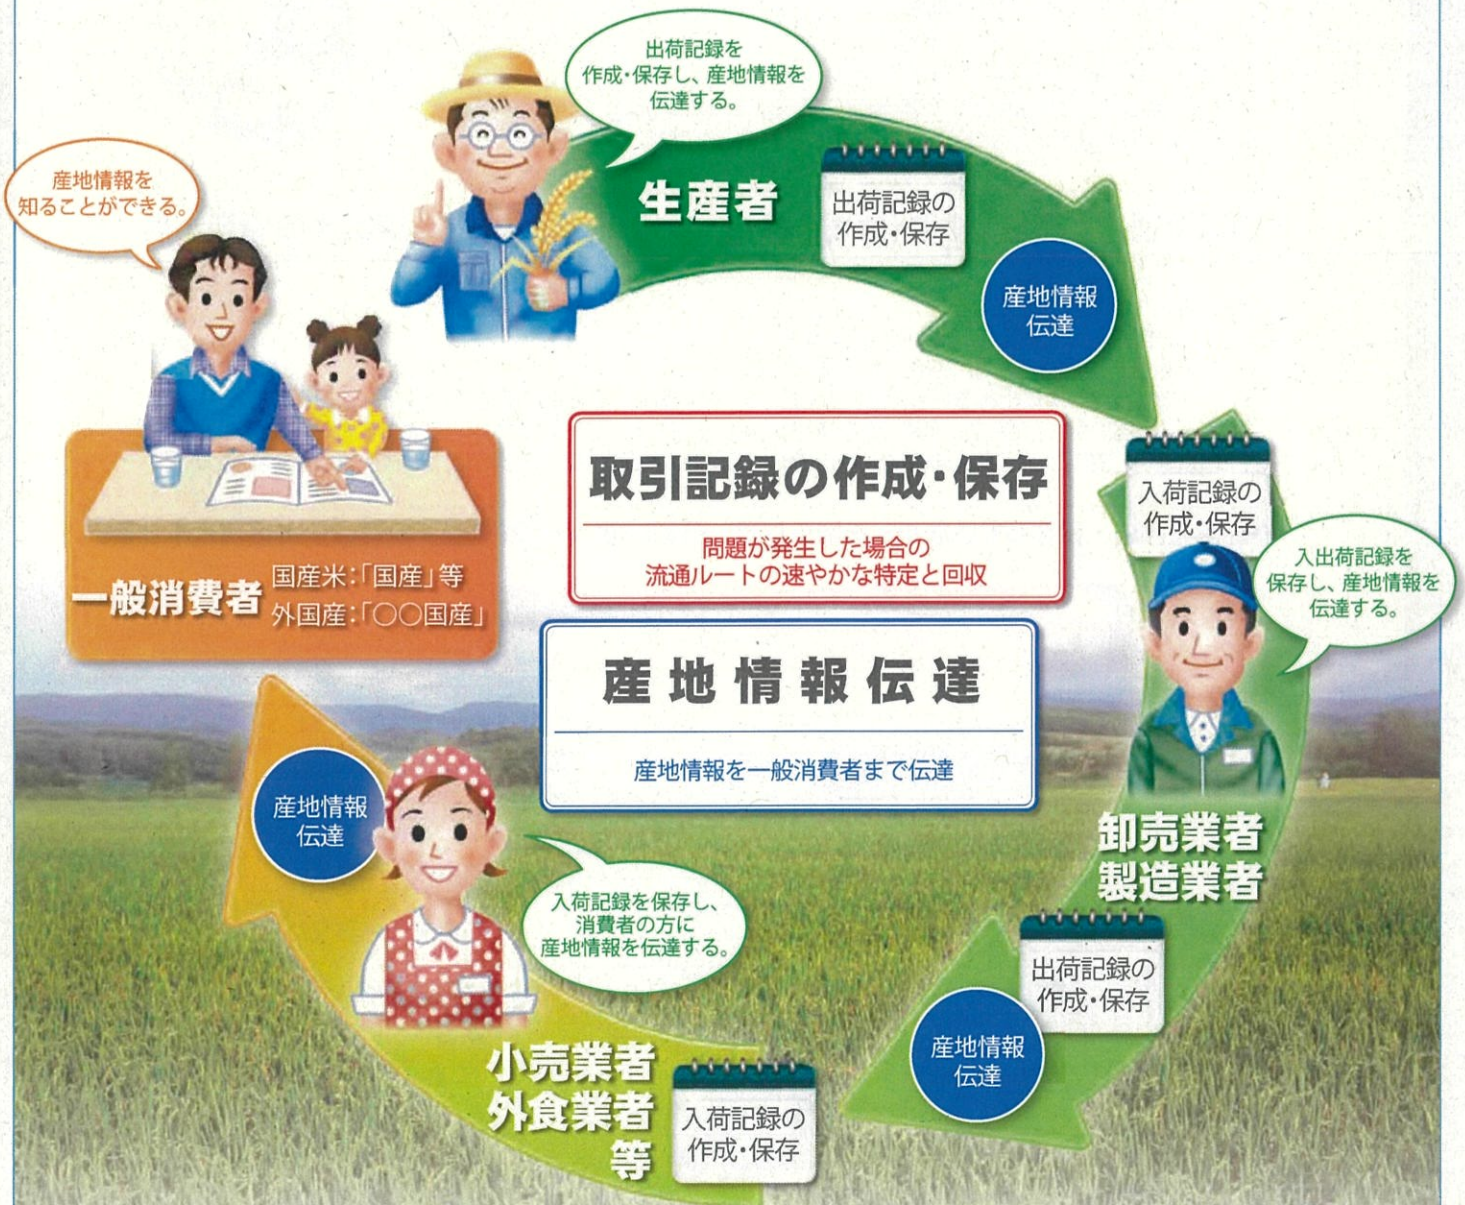 出荷記録を
作成・保存し、産地情報を
伝達する。
生産者
出荷記録の
作成・保存
産地情報
伝達
産地情報を
知ることができる。
一般消費者
国産米:「国産」等
外国産:「〇〇国産」
取引記録の作成・保存
問題が発生した場合の
流通ルートの速やかな特定と回収
産地情報伝達
産地情報を一般消費者まで伝達
入荷記録の
作成・保存
入出荷記録を
保存し、産地情報を
伝達する。
卸売業者
製造業者
出荷記録の
作成・保存
産地情報
伝達
入荷記録を保存し、
消費者の方に
産地情報を伝達する。
小売業者
外食業者
等
入荷記録の
作成・保存
産地情報
伝達